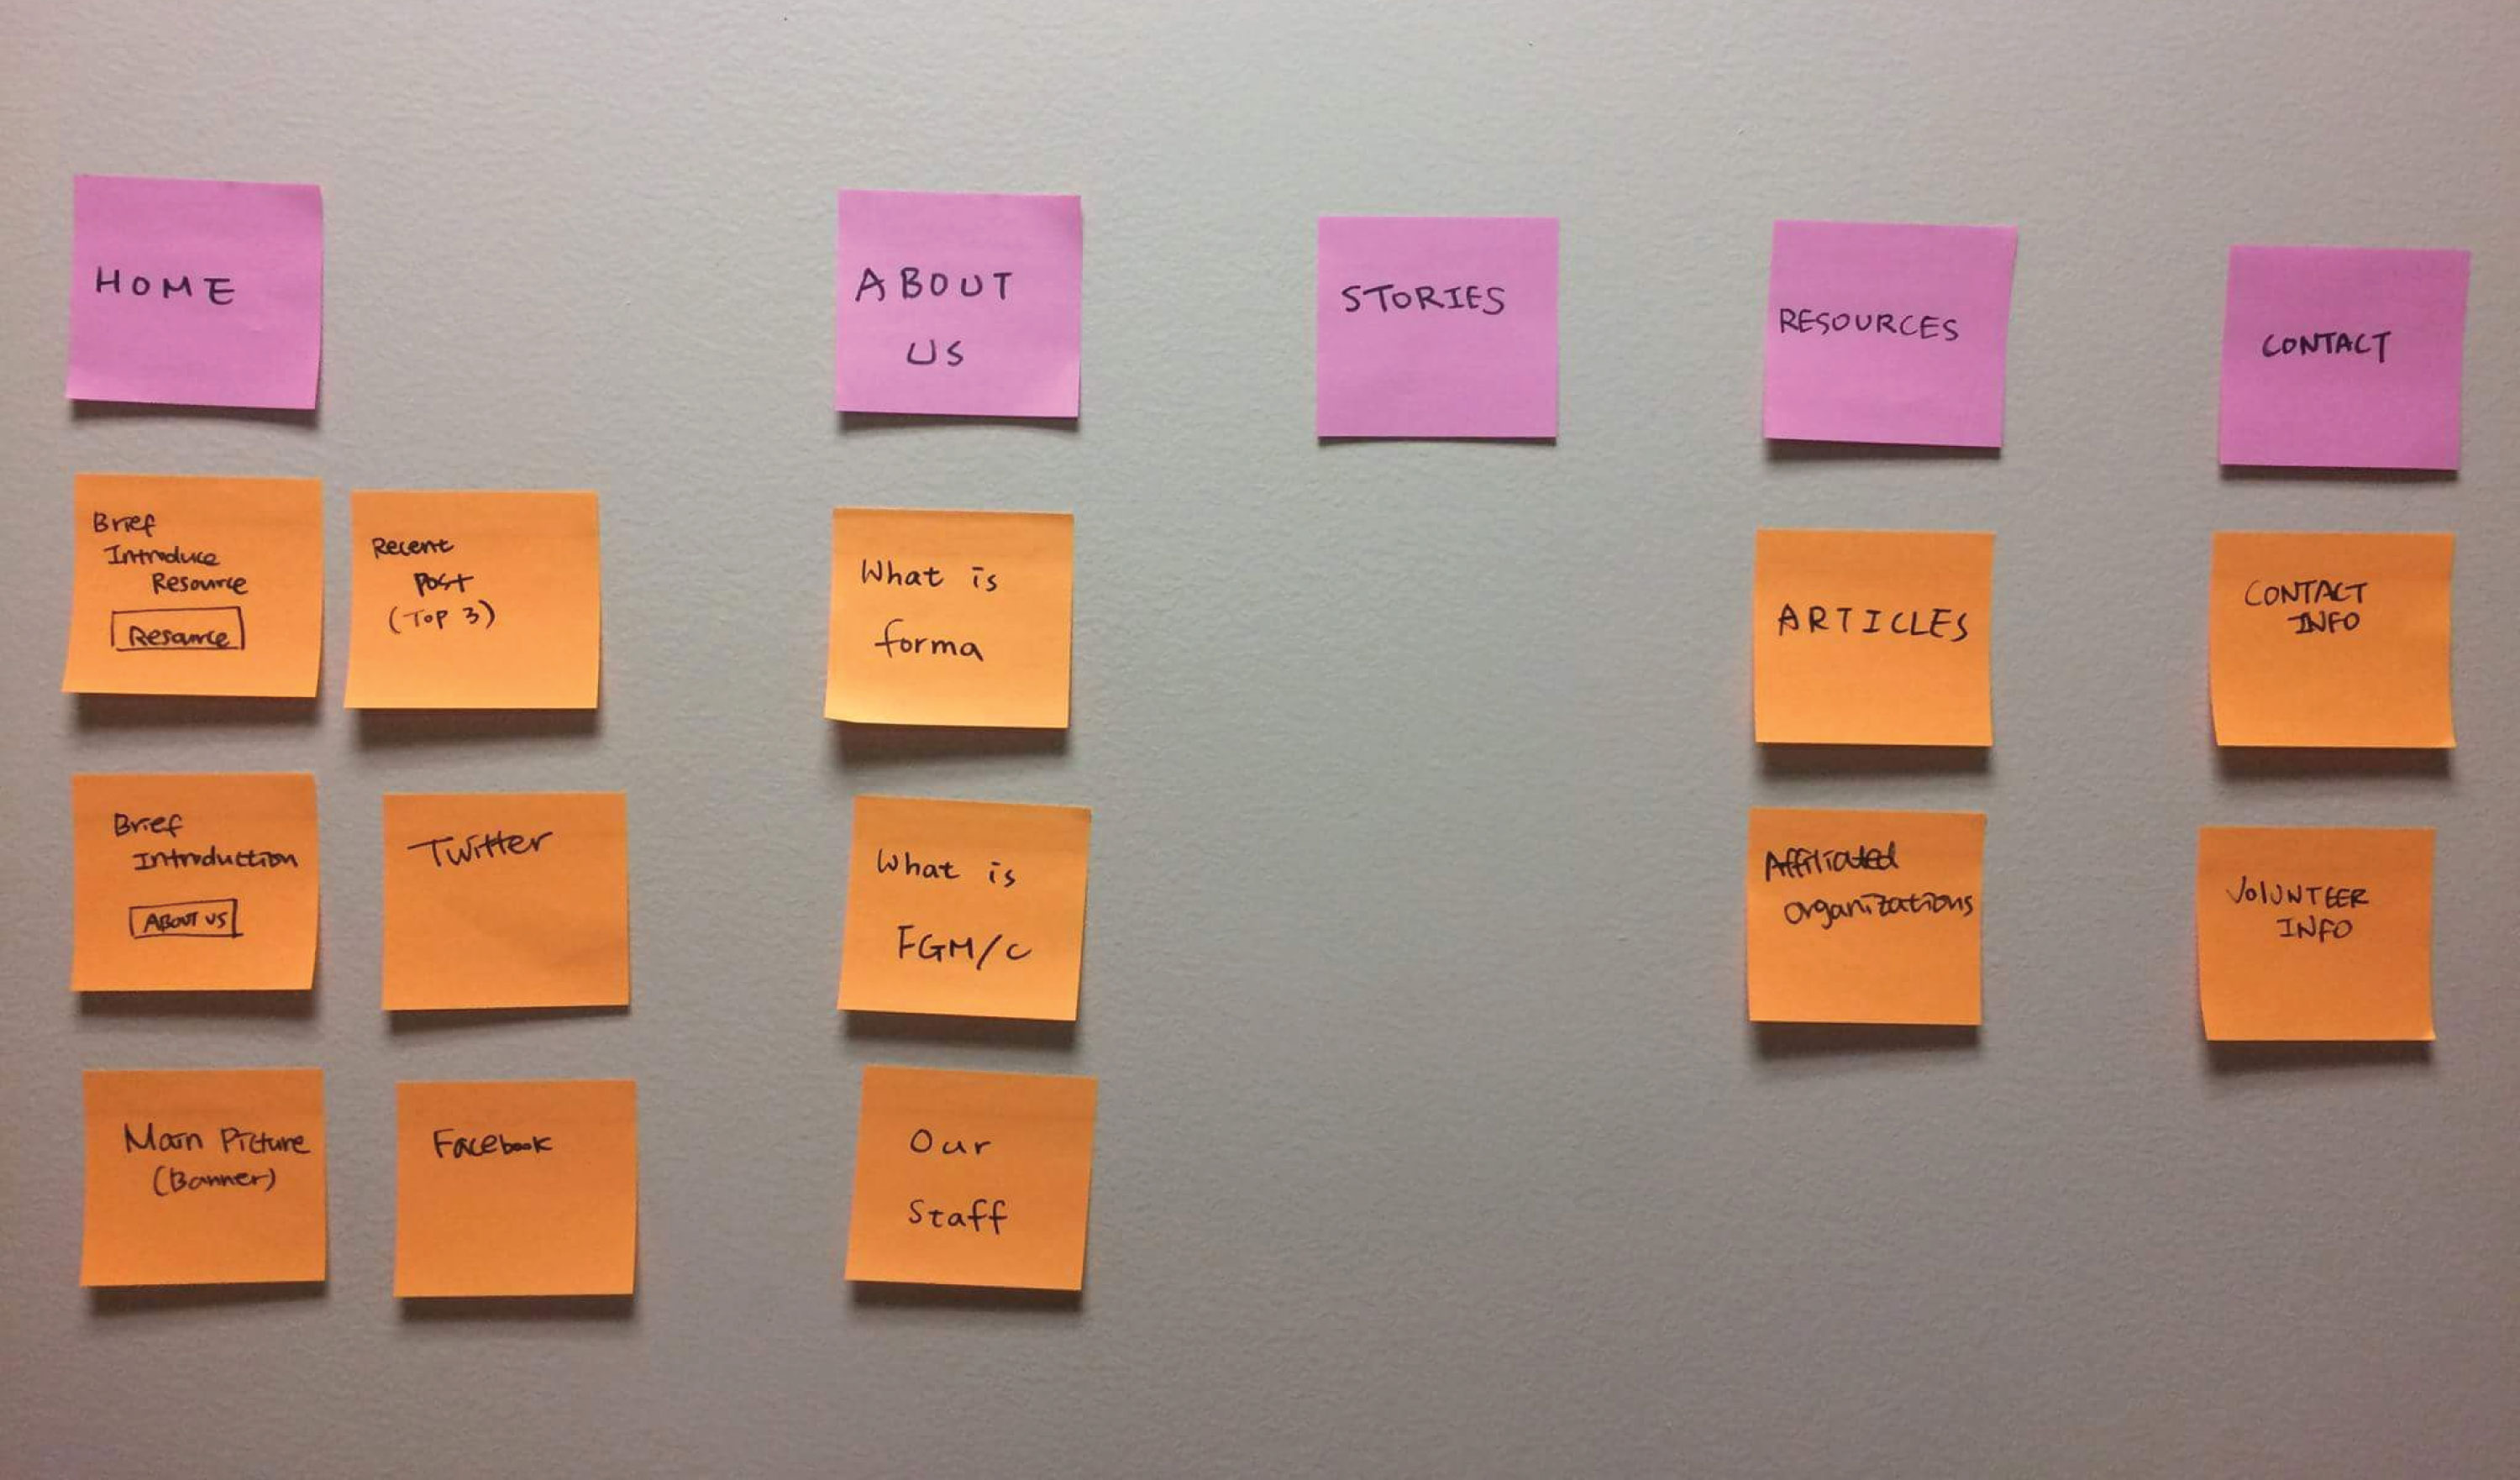 HOME
ABOUT
US
STORIES
RESOURCES
CONTACT
Brief
Introduce
Resource
Resource
Recent
Post
(Top 3)
What is
forma
ARTICLES
CONTACT
INFO
Brief
Introduction
ABOUT US
Twitter
What is
FGM/C
Affiliated
organizations
VOLUNTEER
INFO
Main Picture
(Banner)
Facebook
Our
Staff